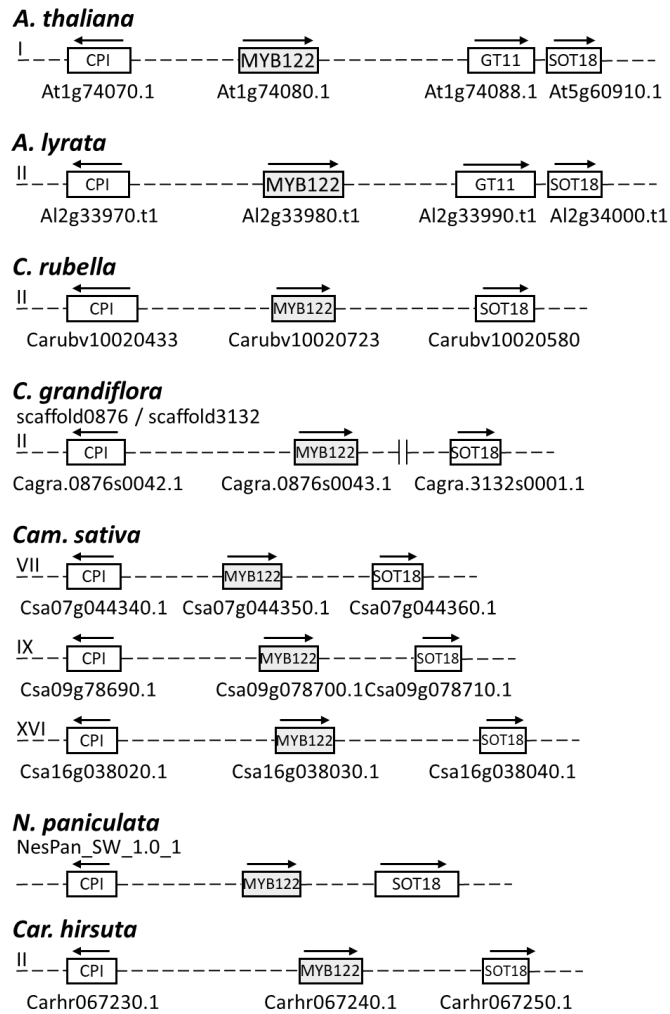 A. thaliana
I
CPI MYB122 GT11 SOT18
At1g74070.1 At1g74080.1 At1g74088.1 At5g60910.1
A. lyrata
II
CPI MYB122 GT11 SOT18
Al2g33970.t1 Al2g33980.t1 Al2g33990.t1 Al2g34000.t1
C. rubella
II
CPI MYB122 SOT18
Carubv10020433 Carubv10020723 Carubv10020580
C. grandiflora
scaffold0876 / scaffold3132
II
CPI MYB122 SOT18
Cagra.0876s0042.1 Cagra.0876s0043.1 Cagra.3132s0001.1
Cam. sativa
VII
CPI MYB122 SOT18
Csa07g044340.1 Csa07g044350.1 Csa07g044360.1
IX
CPI MYB122 SOT18
Csa09g78690.1 Csa09g078700.1 Csa09g078710.1
XVI
CPI MYB122 SOT18
Csa16g038020.1 Csa16g038030.1 Csa16g038040.1
N. paniculata
NesPan_SW_1.0_1
CPI MYB122 SOT18
Car. hirsuta
II
CPI MYB122 SOT18
Carhr067230.1 Carhr067240.1 Carhr067250.1